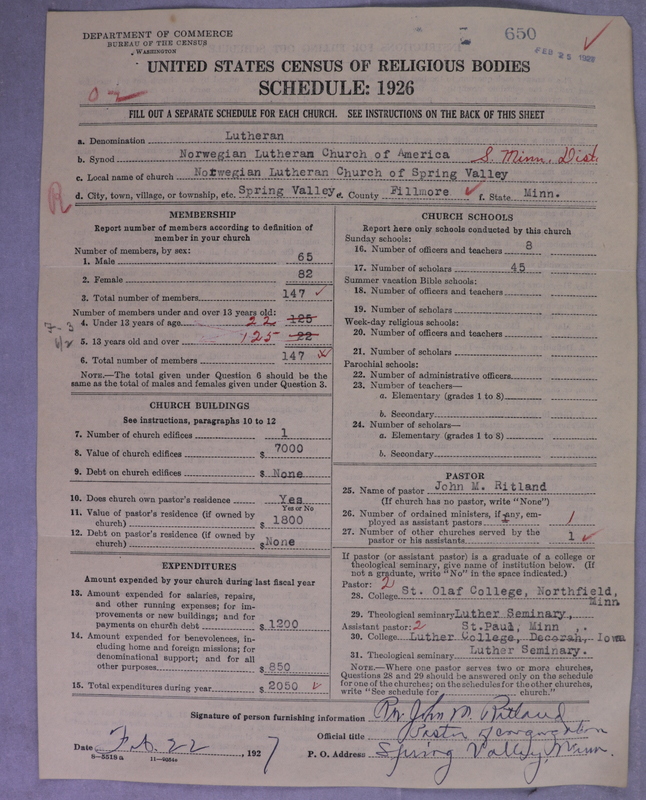 DEPARTMENT OF COMMERCE
BUREAU OF THE CENSUS
WASHINGTON
650
FEB 25 1927
UNITED STATES CENSUS OF RELIGIOUS BODIES
SCHEDULE: 1926
FILL OUT A SEPARATE SCHEDULE FOR EACH CHURCH. SEE INSTRUCTIONS ON THE BACK OF THIS SHEET
a. Denomination Lutheran
b. Synod Norwegian Lutheran Church of America S. Minn. Dist.
c. Local name of church Norwegian Lutheran Church of Spring Valley
d. City, town, village, or township, etc. Spring Valley e. County Fillmore f. State Minn.
R
MEMBERSHIP
Report number of members according to definition of
member in your church
Number of members, by sex:
1. Male 65
2. Female 82
3. Total number of members 147
Number of members under and over 13 years old:
4. Under 13 years of age 22 125
5. 13 years old and over 125 22
6. Total number of members 147
NOTE.—The total given under Question 6 should be
same as the total of males and females given under Question 3.
CHURCH BUILDINGS
See instructions, paragraphs 10 to 12
7. Number of church edifices 1
8. Value of church edifices $ 7000
9. Debt on church edifices $ None
10. Does church own pastor's residence Yes
Yes or No
11. Value of pastor's residence (if owned by
church) $ 1800
12. Debt on pastor's residence (if owned by
church) $ None
EXPENDITURES
Amount expended by your church during last fiscal year
13. Amount expended for salaries, repairs,
and other running expenses; for im-
provements or new buildings; and for
payments on church debt $ 1200
14. Amount expended for benevolences, in-
cluding home and foreign missions; for
denominational support; and for all
other purposes $ 850
15. Total expenditures during year $ 2050
CHURCH SCHOOLS
Report here only schools conducted by this church
Sunday schools:
16. Number of officers and teachers 8
17. Number of scholars 45
Summer vacation Bible schools:
18. Number of officers and teachers
19. Number of scholars
Week-day religious schools:
20. Number of officers and teachers
21. Number of scholars
Parochial schools:
22. Number of administrative officers
23. Number of teachers—
a. Elementary (grades 1 to 8)
b. Secondary
24. Number of scholars—
a. Elementary (grades 1 to 8)
b. Secondary
PASTOR
25. Name of pastor John M. Ritland
(If church has no pastor, write "None")
26. Number of ordained ministers, if any, em-
ployed as assistant pastors 1
27. Number of other churches served by the
pastor or his assistants 1
If pastor (or assistant pastor) is a graduate of a college or
theological seminary, give name of institution below. (If
not a graduate, write "No" in the space indicated.)
Pastor: 2
28. College St. Olaf College, Northfield,
Minn
29. Theological seminary Luther Seminary,
Assistant pastor: 2 St.Paul, Minn .
30. College Luther College, Decorah, Iowa
31. Theological seminary Luther Seminary.
NOTE.—Where one pastor serves two or more churches,
Questions 28 and 29 should be answered only on the schedule
for one of the churches; on the schedules for the other churches,
write "See schedule for church."
Signature of person furnishing information Rev. John M. Ritland
Official title Pastor of congregation
Date Feb. 22, 1927 P. O. Address Spring Valley, Minn.
8—5518a 11—9064a